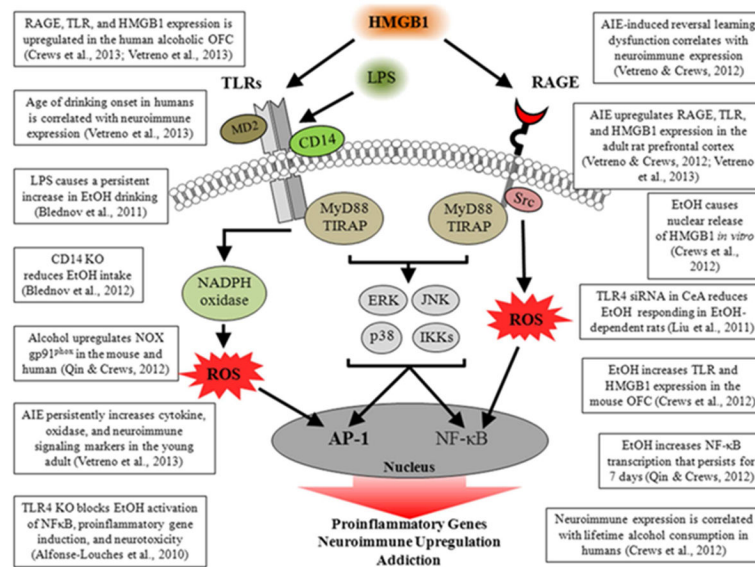 RAGE, TLR, and HMGB1 expression is
upregulated in the human alcoholic OFC
(Crews et al., 2013; Vetreno et al., 2013)
Age of drinking onset in humans
is correlated with neuroimmune
expression (Vetreno et al., 2013)
LPS causes a persistent
increase in EtOH drinking
(Blednov et al., 2011)
CD14 KO
reduces EtOH intake
(Blednov et al., 2012)
Alcohol upregulates NOX
gp91phox in the mouse and
human (Qin & Crews, 2012)
AIE persistently increases cytokine,
oxidase, and neuroimmune
signaling markers in the young
adult (Vetreno et al., 2013)
TLR4 KO blocks EtOH activation
of NFκB, proinflammatory gene
induction, and neurotoxicity
(Alfonse-Louches et al., 2010)
HMGB1
TLRs
LPS
RAGE
MD2
CD14
MyD88
TIRAP
MyD88
TIRAP
Src
NADPH
oxidase
ERK
JNK
p38
IKKs
ROS
ROS
AP-1
NF-κB
Nucleus
Proinflammatory Genes
Neuroimmune Upregulation
Addiction
AIE-induced reversal learning
dysfunction correlates with
neuroimmune expression
(Vetreno & Crews, 2012)
AIE upregulates RAGE, TLR,
and HMGB1 expression in the
adult rat prefrontal cortex
(Vetreno & Crews, 2012; Vetreno
et al., 2013)
EtOH causes
nuclear release
of HMGB1 in vitro
(Crews et al.,
2012)
TLR4 siRNA in CeA reduces
EtOH responding in EtOH-
dependent rats (Liu et al., 2011)
EtOH increases TLR and
HMGB1 expression in the
mouse OFC (Crews et al., 2012)
EtOH increases NF-κB
transcription that persists for
7 days (Qin & Crews, 2012)
Neuroimmune expression is correlated
with lifetime alcohol consumption in
humans (Crews et al., 2012)